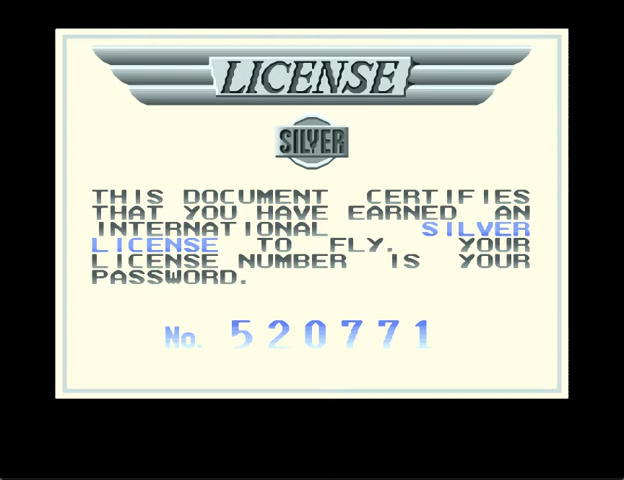 LICENSE
SILVER
THIS DOCUMENT CERTIFIES
THAT YOU HAVE EARNED AN
INTERNATIONAL SILVER
LICENSE TO FLY. YOUR
LICENSE NUMBER IS YOUR
PASSWORD.
No. 520771